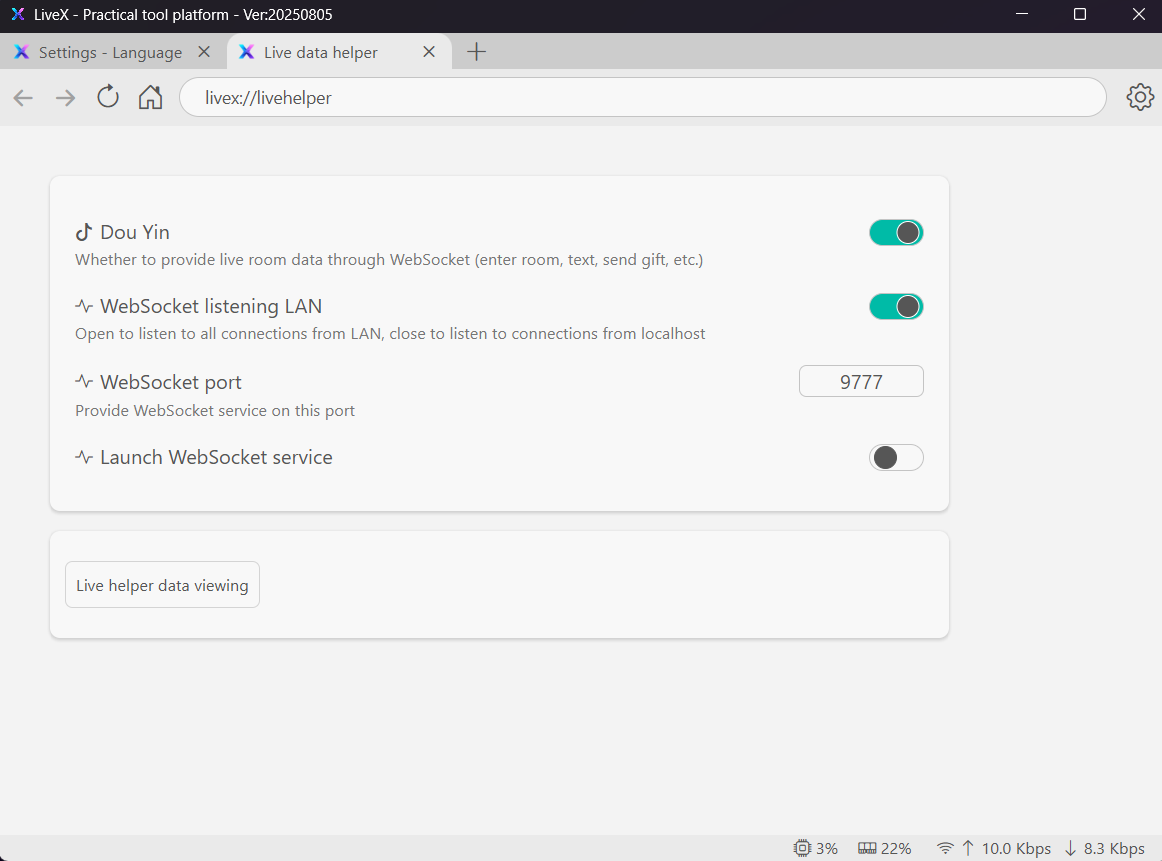 LiveX - Practical tool platform - Ver:20250805
Settings - Language
Live data helper
livex://livehelper
Dou Yin
Whether to provide live room data through WebSocket (enter room, text, send gift, etc.)
WebSocket listening LAN
Open to listen to all connections from LAN, close to listen to connections from localhost
WebSocket port
9777
Provide WebSocket service on this port
Launch WebSocket service
Live helper data viewing
3% 22% 10.0 Kbps 8.3 Kbps